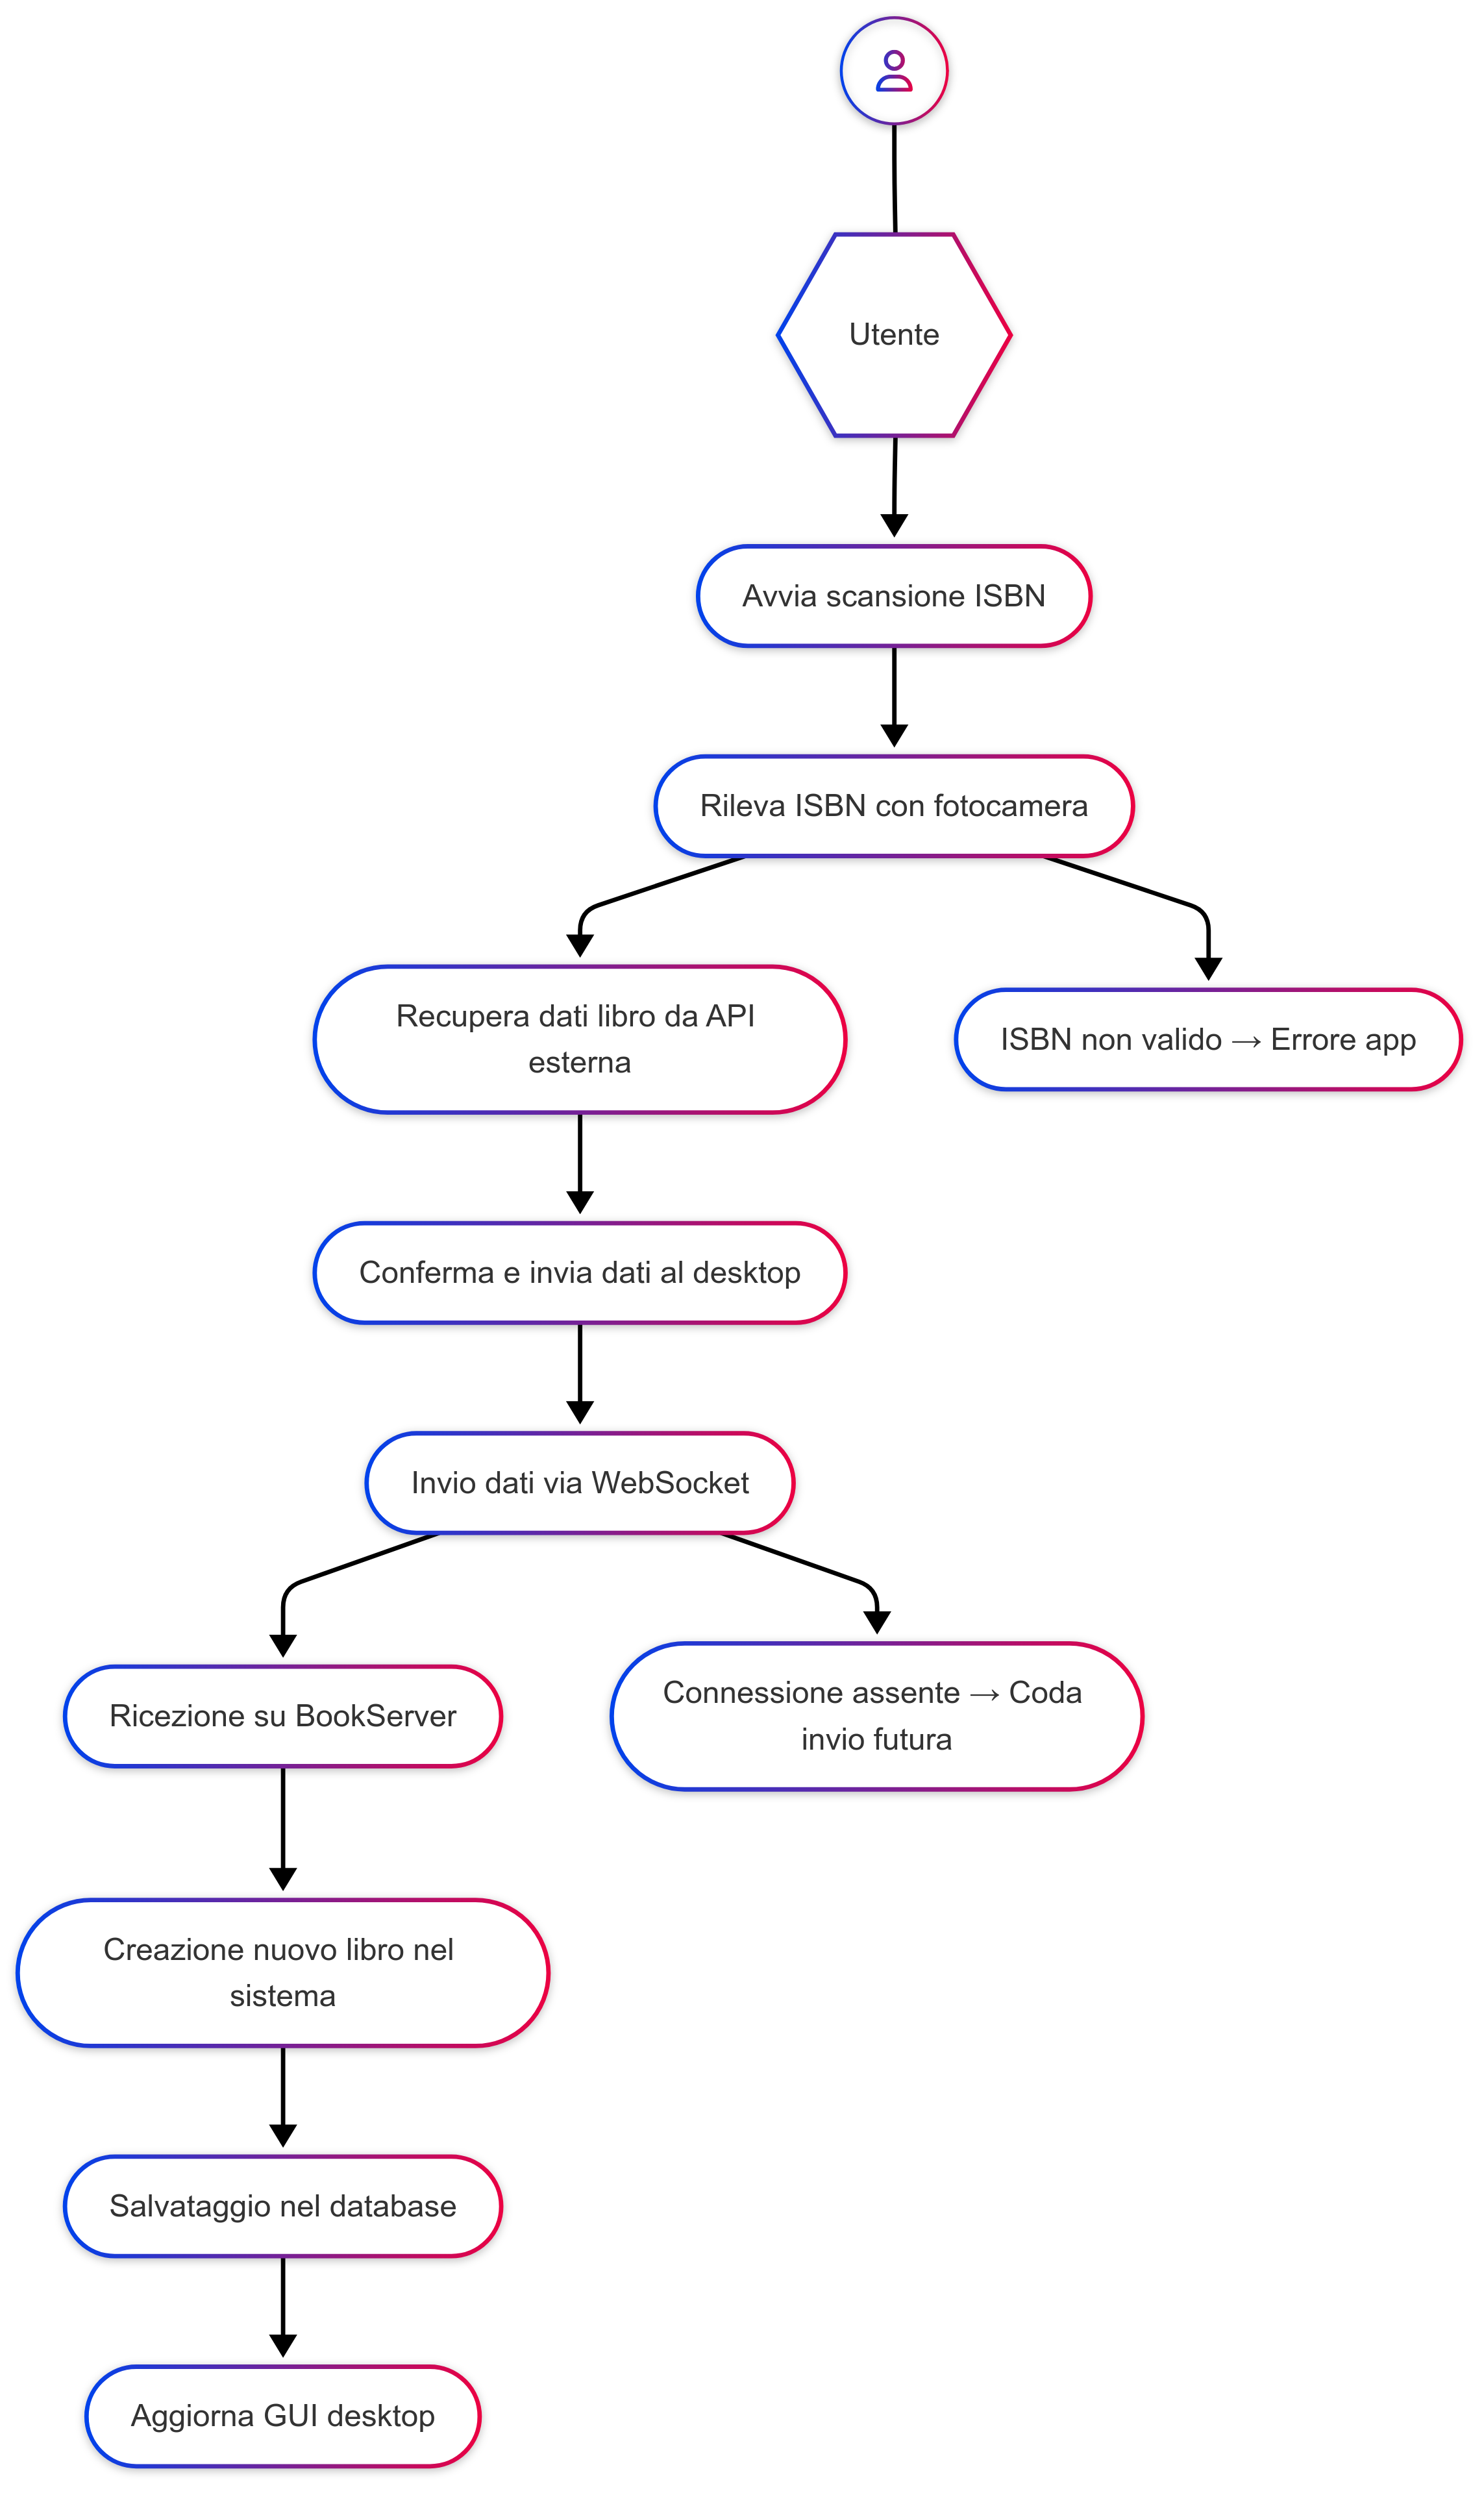 Utente
Avvia scansione ISBN
Rileva ISBN con fotocamera
Recupera dati libro da API
esterna
ISBN non valido → Errore app
Conferma e invia dati al desktop
Invio dati via WebSocket
Ricezione su BookServer
Connessione assente → Coda
invio futura
Creazione nuovo libro nel
sistema
Salvataggio nel database
Aggiorna GUI desktop